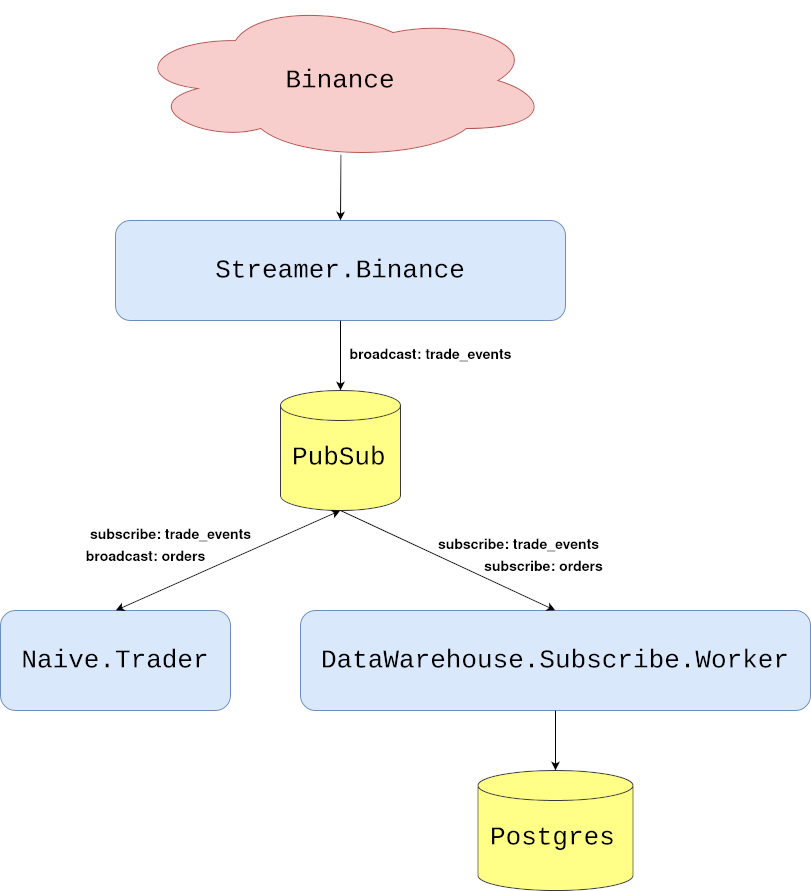 Binance
Streamer.Binance
broadcast: trade_events
PubSub
subscribe: trade_events
broadcast: orders
subscribe: trade_events
subscribe: orders
Naive.Trader
DataWarehouse.Subscribe.Worker
Postgres